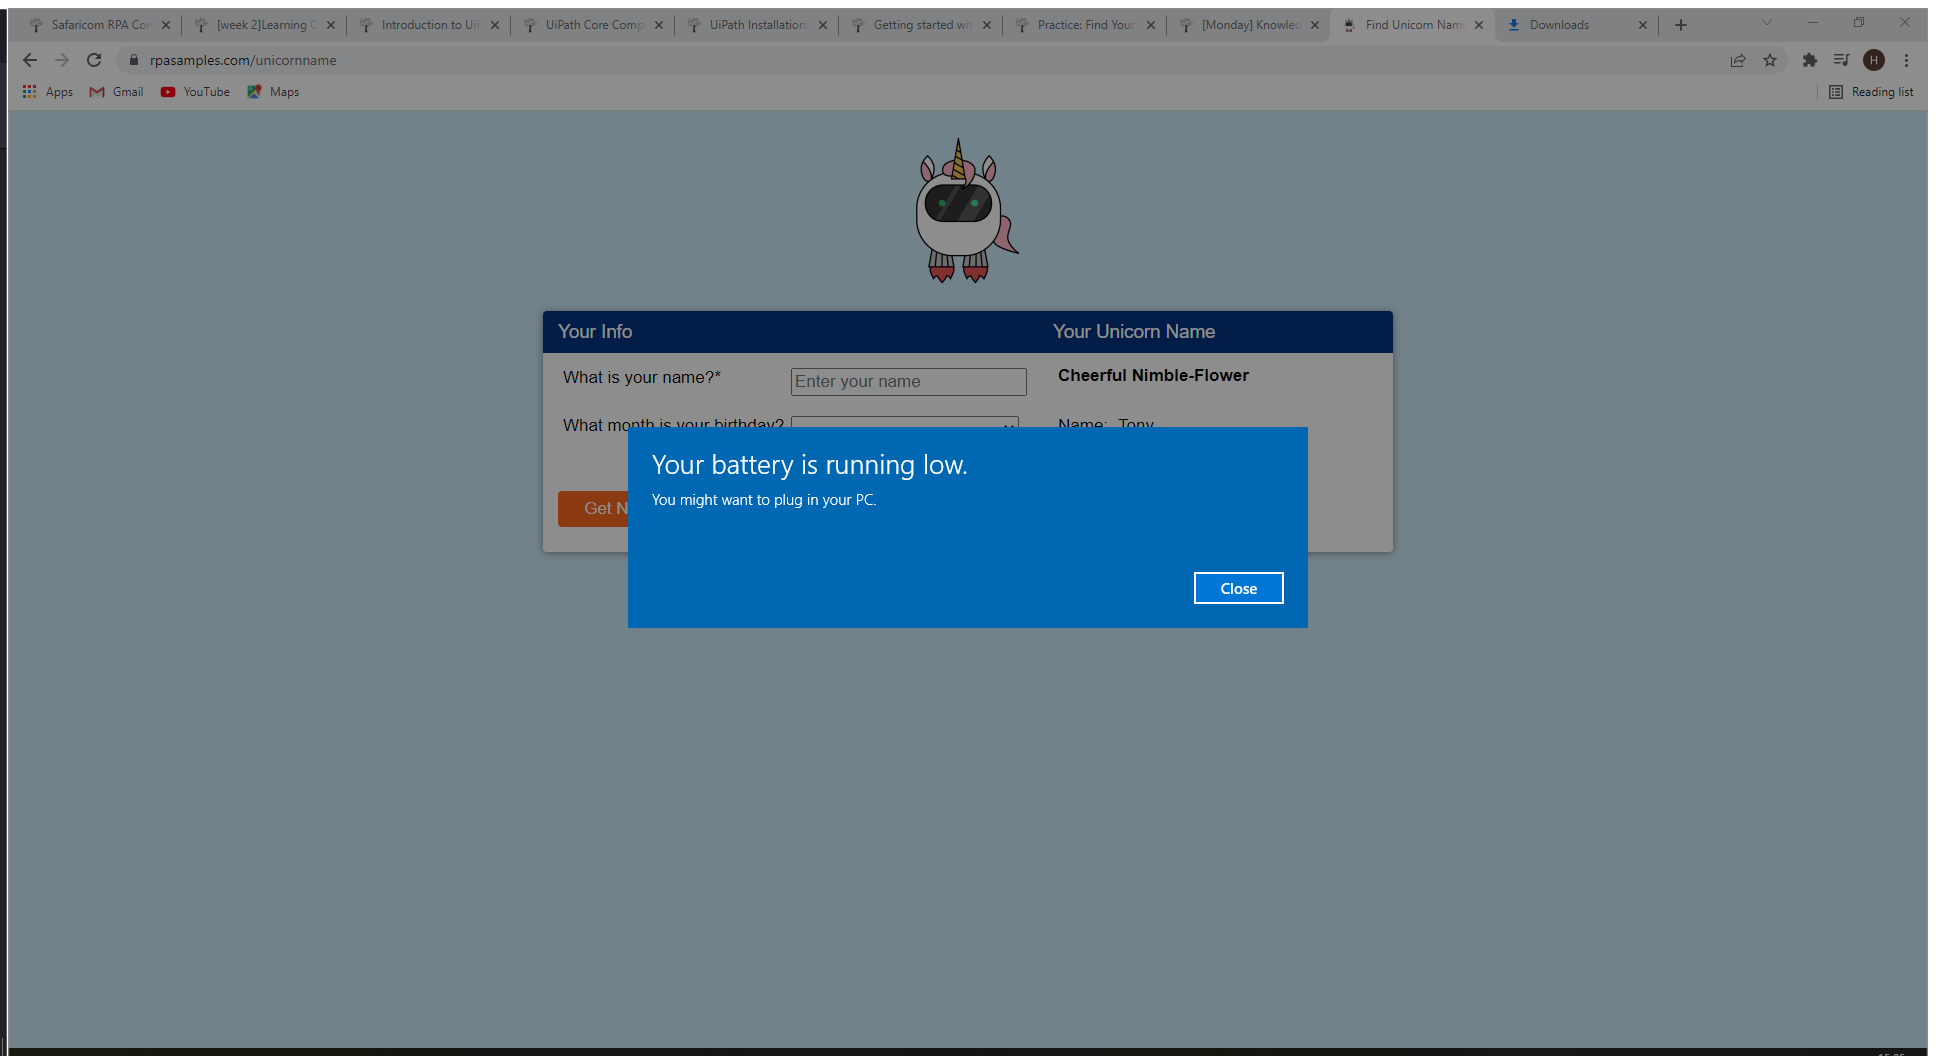 Safaricom RPA Con
[week 2]Learning C
Introduction to UiP
UiPath Core Comp
UiPath Installation:
Getting started wit
Practice: Find Your
[Monday] Knowled
Find Unicorn Name
Downloads
rpasamples.com/unicornname
H
Apps
Gmail
YouTube
Maps
Reading list
Your Info
Your Unicorn Name
What is your name?*
Enter your name
Cheerful Nimble-Flower
What month is your birthday?
Name: Tony
Get N
Your battery is running low.
You might want to plug in your PC.
Close